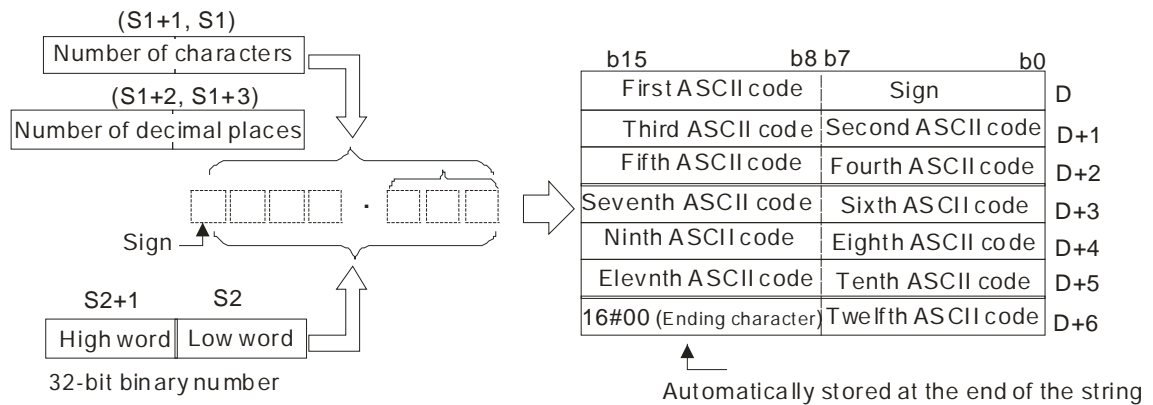 (S1+1, S1)
Number of characters
(S1+2, S1+3)
Number of decimal places
.
Sign
S2+1 S2
High word Low word
32-bit binary number
b15 b8 b7 b0
First ASCII code Sign D
Third ASCII code Second ASCII code D+1
Fifth ASCII code Fourth ASCII code D+2
Seventh ASCII code Sixth ASCII code D+3
Ninth ASCII code Eighth ASCII code D+4
Elevnth ASCII code Tenth ASCII code D+5
16#00 (Ending character) Twelfth ASCII code D+6
Automatically stored at the end of the string